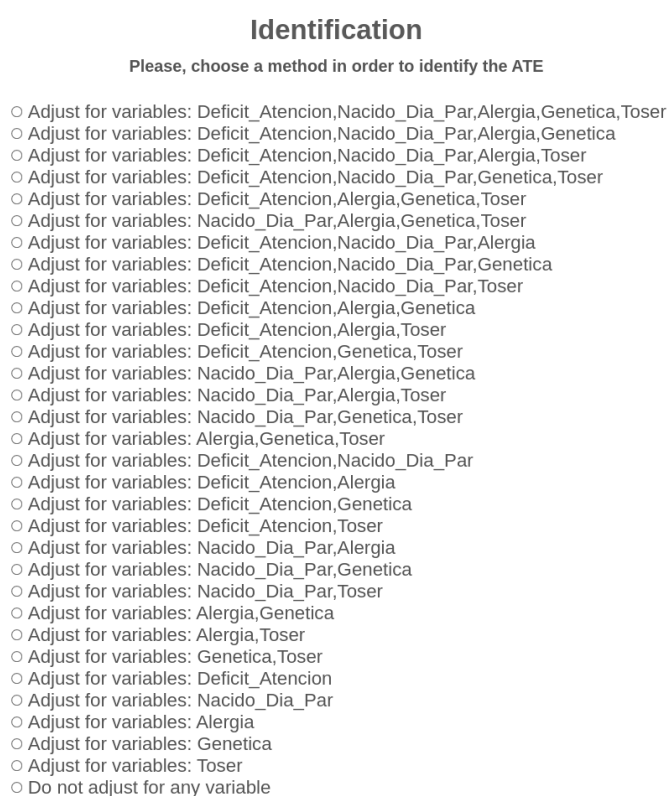 Identification
Please, choose a method in order to identify the ATE
Adjust for variables: Deficit_Atencion,Nacido_Dia_Par,Alergia,Genetica,Toser
Adjust for variables: Deficit_Atencion,Nacido_Dia_Par,Alergia,Genetica
Adjust for variables: Deficit_Atencion,Nacido_Dia_Par,Alergia,Toser
Adjust for variables: Deficit_Atencion,Nacido_Dia_Par,Genetica,Toser
Adjust for variables: Deficit_Atencion,Alergia,Genetica,Toser
Adjust for variables: Nacido_Dia_Par,Alergia,Genetica,Toser
Adjust for variables: Deficit_Atencion,Nacido_Dia_Par,Alergia
Adjust for variables: Deficit_Atencion,Nacido_Dia_Par,Genetica
Adjust for variables: Deficit_Atencion,Nacido_Dia_Par,Toser
Adjust for variables: Deficit_Atencion,Alergia,Genetica
Adjust for variables: Deficit_Atencion,Alergia,Toser
Adjust for variables: Deficit_Atencion,Genetica,Toser
Adjust for variables: Nacido_Dia_Par,Alergia,Genetica
Adjust for variables: Nacido_Dia_Par,Alergia,Toser
Adjust for variables: Nacido_Dia_Par,Genetica,Toser
Adjust for variables: Alergia,Genetica,Toser
Adjust for variables: Deficit_Atencion,Nacido_Dia_Par
Adjust for variables: Deficit_Atencion,Alergia
Adjust for variables: Deficit_Atencion,Genetica
Adjust for variables: Deficit_Atencion,Toser
Adjust for variables: Nacido_Dia_Par,Alergia
Adjust for variables: Nacido_Dia_Par,Genetica
Adjust for variables: Nacido_Dia_Par,Toser
Adjust for variables: Alergia,Genetica
Adjust for variables: Alergia,Toser
Adjust for variables: Genetica,Toser
Adjust for variables: Deficit_Atencion
Adjust for variables: Nacido_Dia_Par
Adjust for variables: Alergia
Adjust for variables: Genetica
Adjust for variables: Toser
Do not adjust for any variable